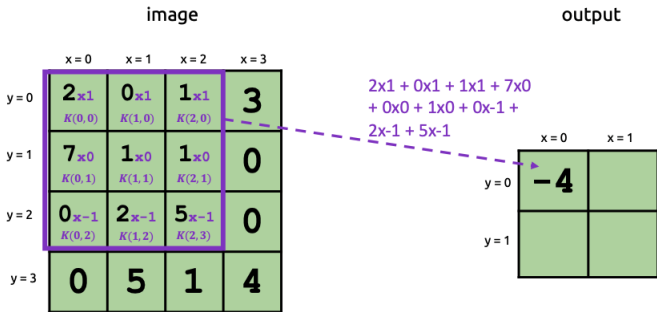 image
output
x = 0 x = 1 x = 2 x = 3
y = 0
2x1 0x1 1x1 3
K(0,0) K(1,0) K(2,0)
2x1 + 0x1 + 1x1 + 7x0
+ 0x0 + 1x0 + 0x-1 +
2x-1 + 5x-1
y = 1
7x0 1x0 1x0 0
K(0,1) K(1,1) K(2,1)
y = 2
0x-1 2x-1 5x-1 0
K(0,2) K(1,2) K(2,3)
y = 3
0 5 1 4
x = 0 x = 1
y = 0
-4
y = 1